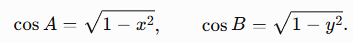 cos A = √(1 − x²), cos B = √(1 − y²).